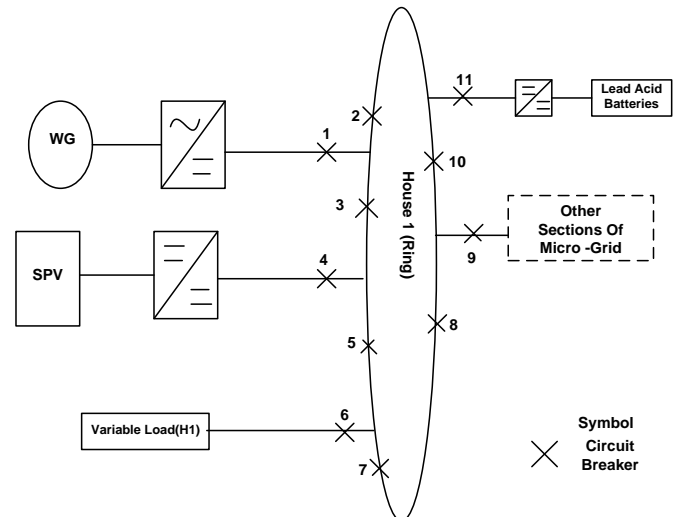 11
Lead Acid
Batteries
2
WG
1
10
House 1 (Ring)
3
Other
Sections Of
Micro -Grid
9
4
SPV
8
5
6
Variable Load(H1)
7
Symbol
Circuit
Breaker